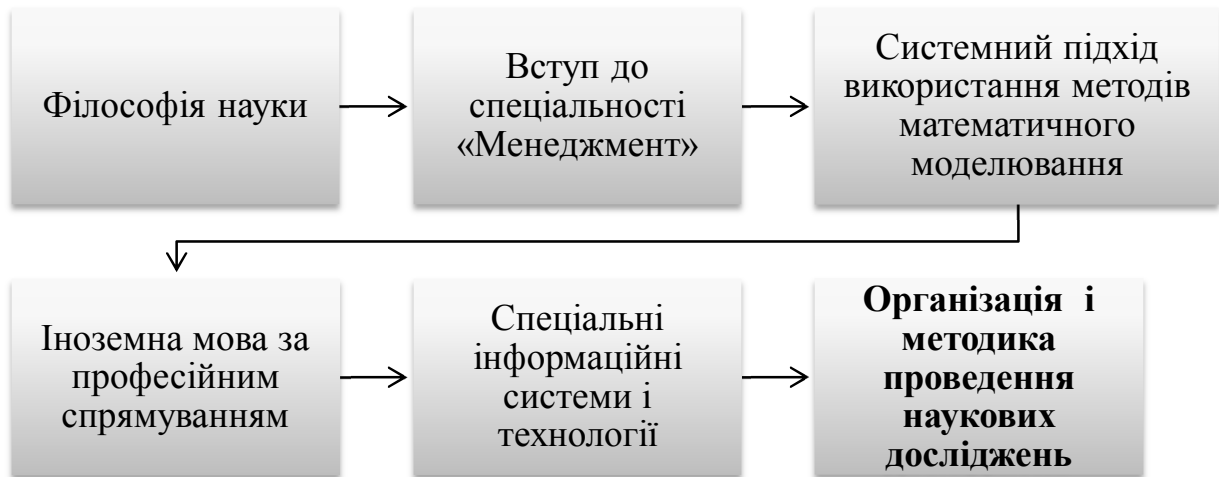 Філософія науки
Вступ до
спеціальності
«Менеджмент»
Системний підхід
використання методів
математичного
моделювання
Іноземна мова за
професійним
спрямуванням
Спеціальні
інформаційні
системи і
технології
Організація і
методика
проведення
наукових
досліджень